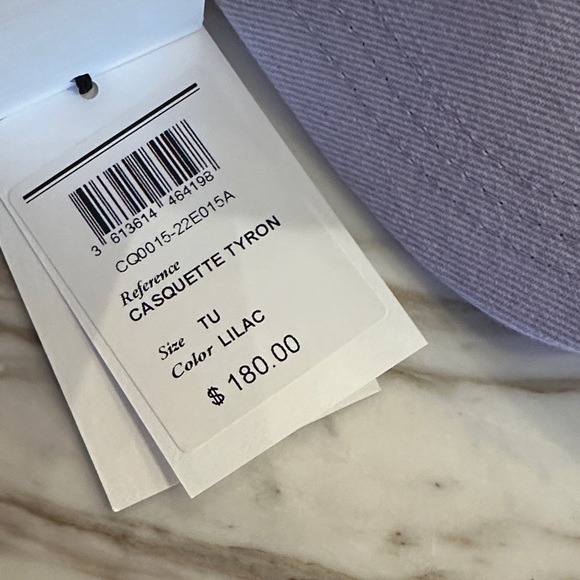 3 613614 464198
CQ0015-22E015A
Reference
CASQUETTE TYRON
Size TU
Color LILAC
$ 180.00